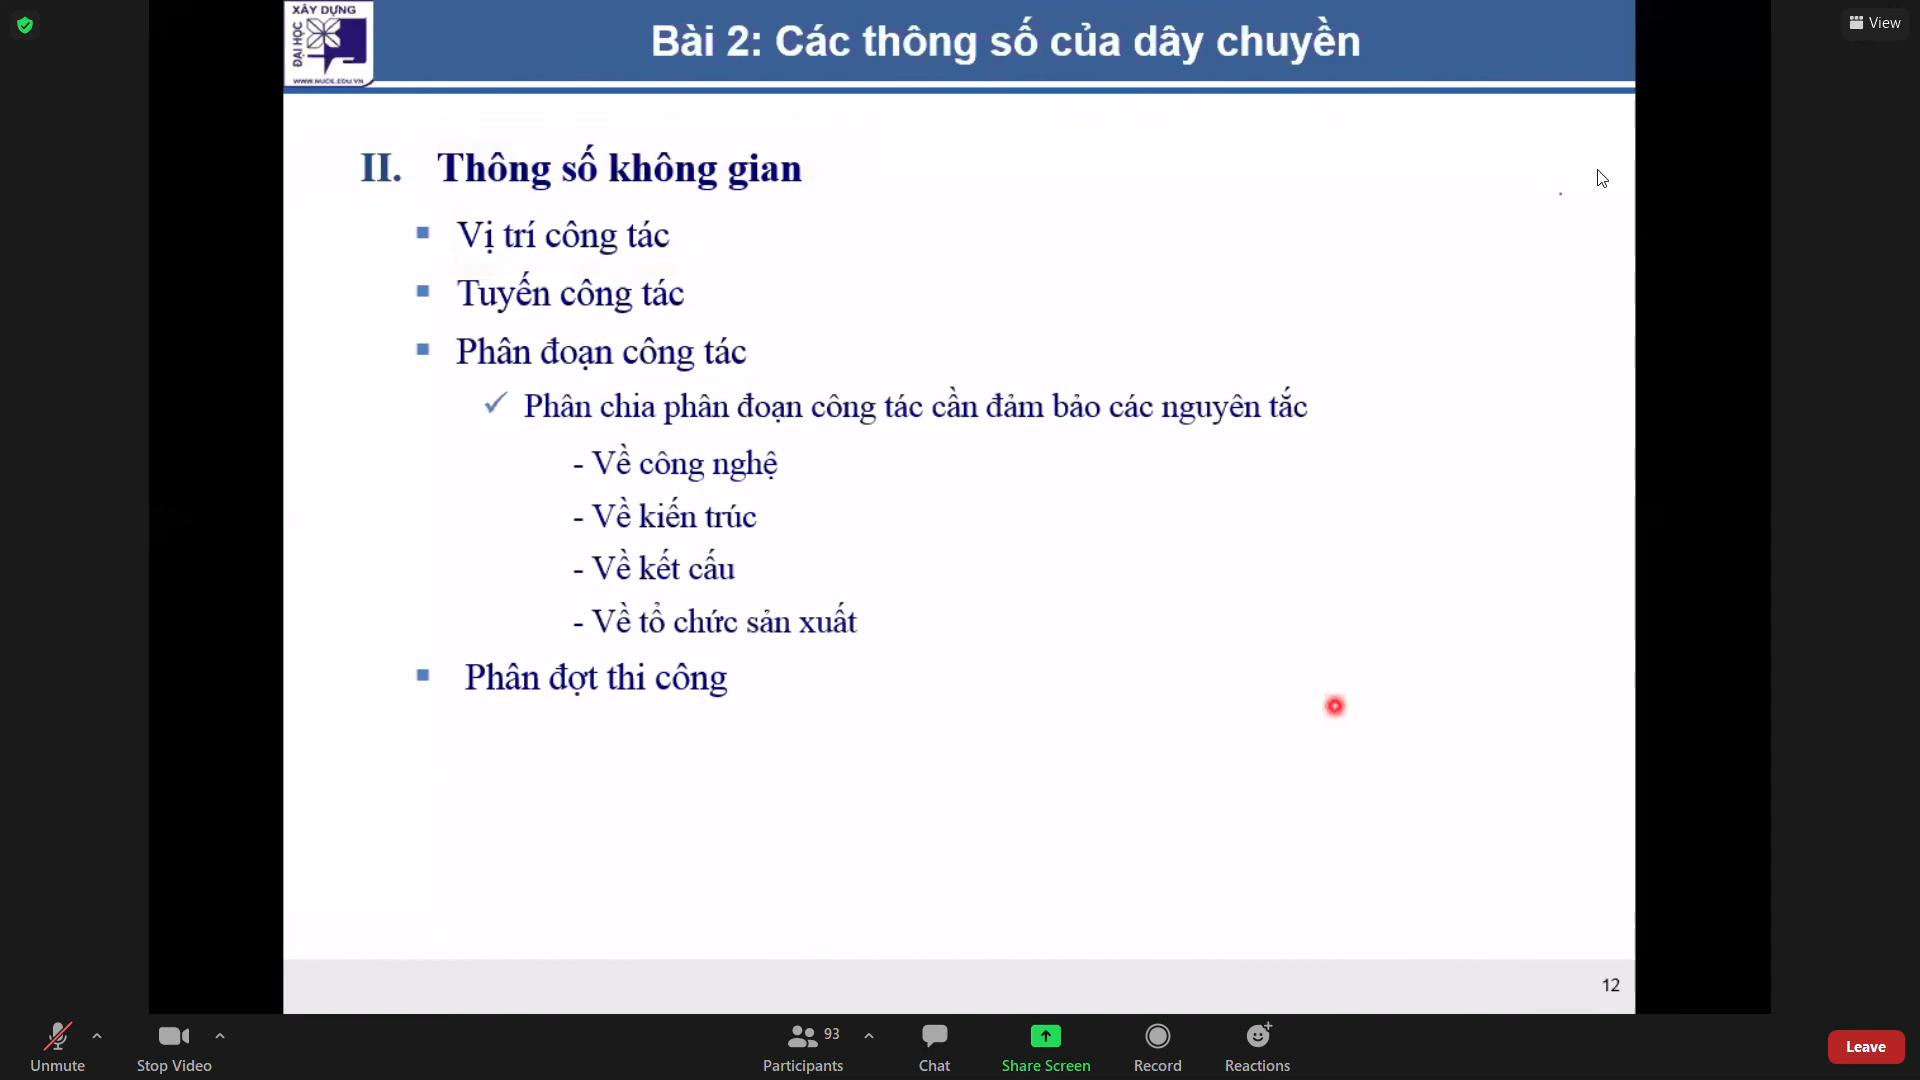 XÂY DỰNG
ĐẠI HỌC
WWW.NUCE.EDU.VN
Bài 2: Các thông số của dây chuyền
View
II. Thông số không gian
Vị trí công tác
Tuyến công tác
Phân đoạn công tác
Phân chia phân đoạn công tác cần đảm bảo các nguyên tắc
- Về công nghệ
- Về kiến trúc
- Về kết cấu
- Về tổ chức sản xuất
Phân đợt thi công
12
93
Unmute
Stop Video
Participants
Chat
Share Screen
Record
Reactions
Leave